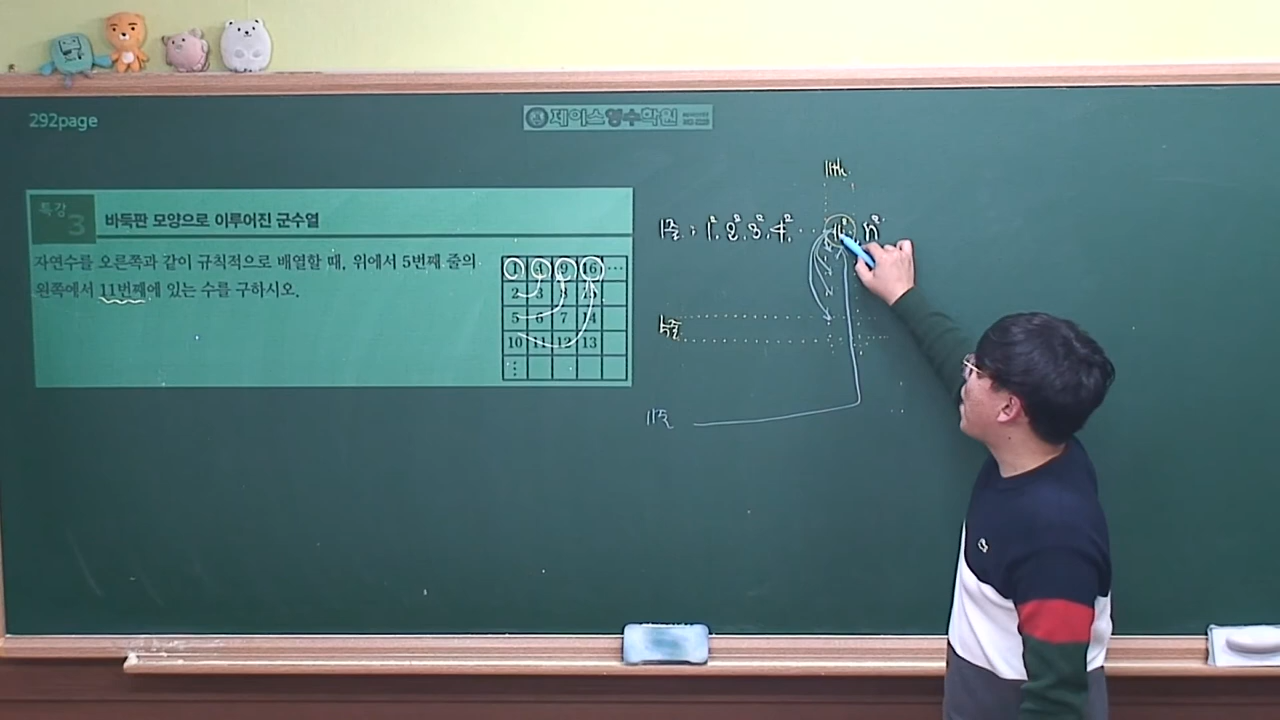 292page
제이스영수학원
특강 3 바둑판 모양으로 이루어진 군수열
자연수를 오른쪽과 같이 규칙적으로 배열할 때, 위에서 5번째 줄의
왼쪽에서 11번째에 있는 수를 구하시오.
1 4 9 16 ⋯
2 3 8 15
5 6 7 14
10 11 12 13
⋮
11th
1줄 : 1², 2², 3², 4², ⋯ 11² n²
5줄
11줄